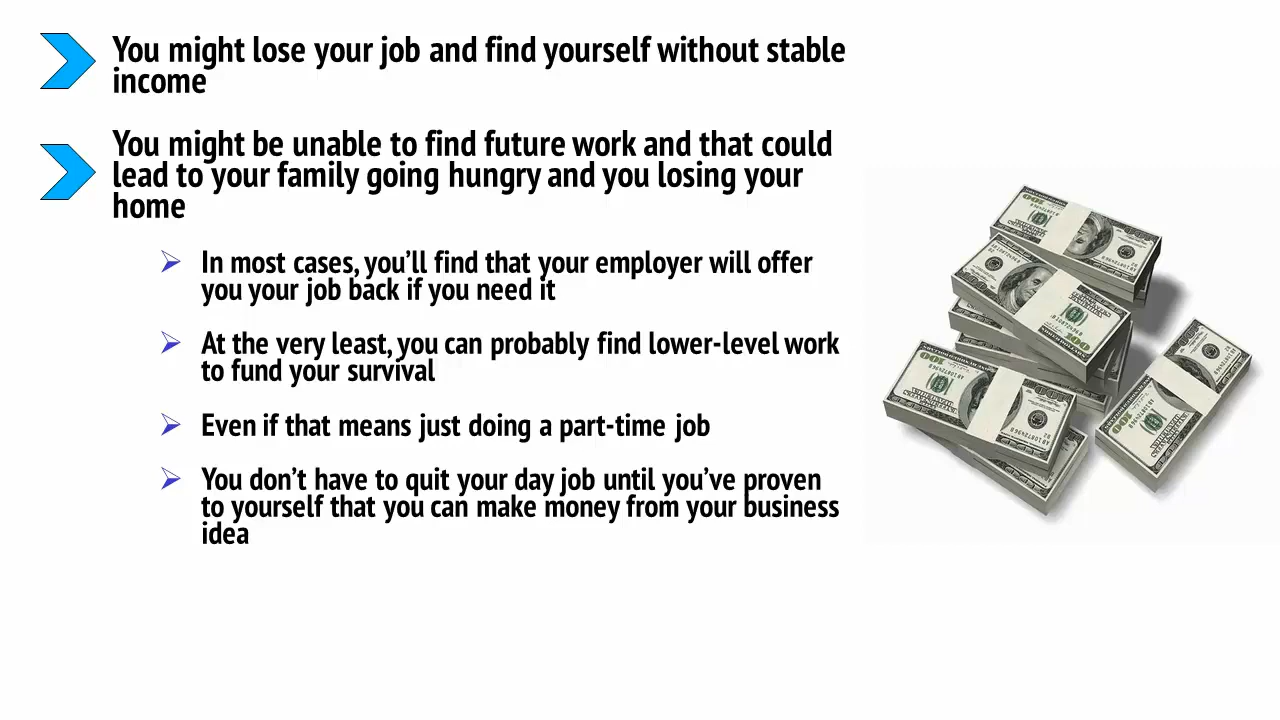 You might lose your job and find yourself without stable
income
You might be unable to find future work and that could
lead to your family going hungry and you losing your
home
In most cases, you’ll find that your employer will offer
you your job back if you need it
At the very least, you can probably find lower-level work
to fund your survival
Even if that means just doing a part-time job
You don’t have to quit your day job until you’ve proven
to yourself that you can make money from your business
idea